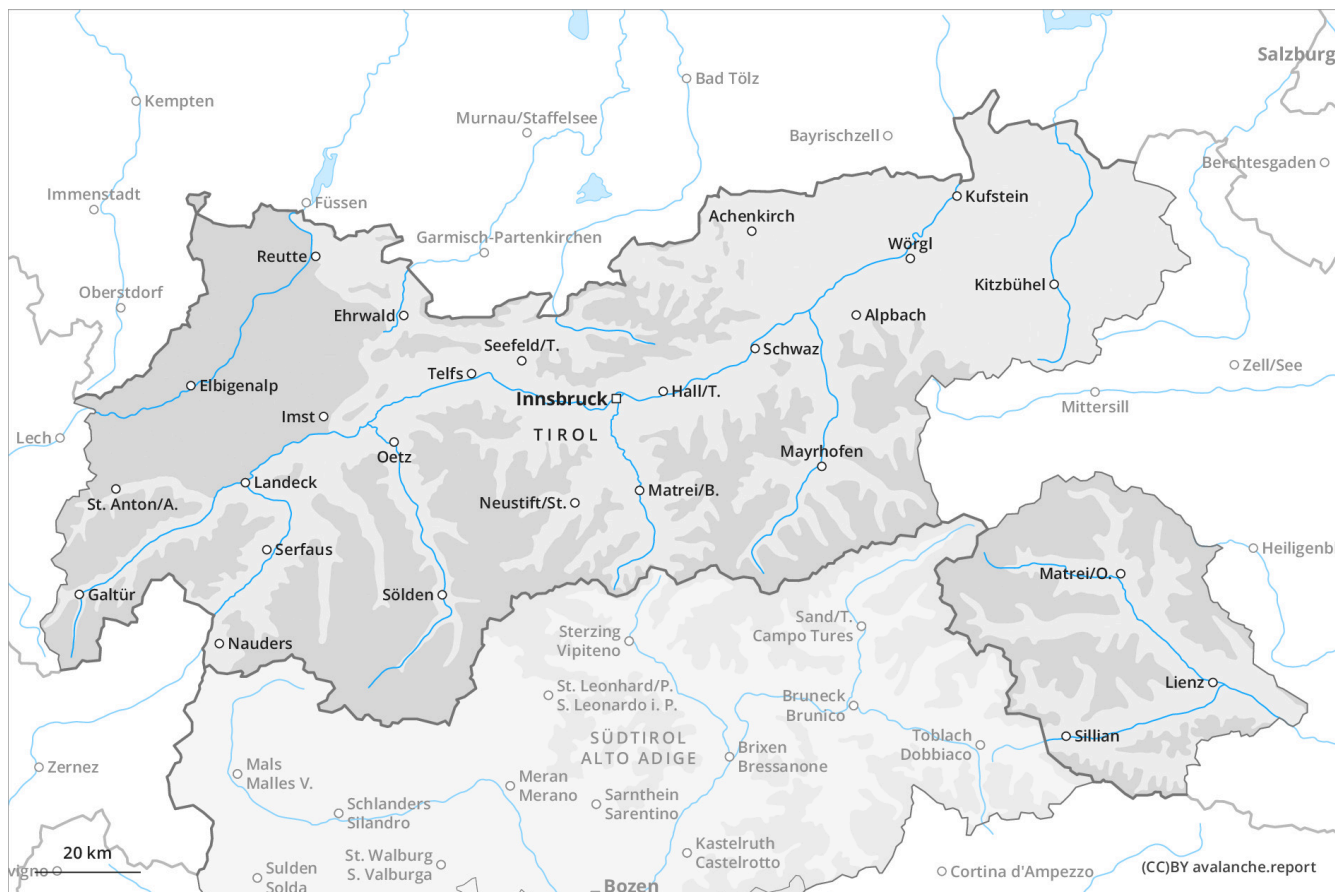 Salzburg
Bad Tölz
Kempten
Murnau/Staffelsee
Bayrischzell
Berchtesgaden
Immenstadt
Füssen
Kufstein
Achenkirch
Garmisch-Partenkirchen
Wörgl
Reutte
Kitzbühel
Oberstdorf
Ehrwald
Alpbach
Seefeld/T.
Schwaz
Zell/See
Telfs
Elbigenalp
Innsbruck
Hall/T.
Mittersill
Imst
Lech
TIROL
Oetz
Mayrhofen
Landeck
St. Anton/A.
Neustift/St.
Matrei/B.
Serfaus
Heiligenb
Matrei/O.
Galtür
Sölden
Sand/T.
Campo Tures
Sterzing
Vipiteno
Nauders
St. Leonhard/P.
S. Leonardo i. P.
Lienz
Bruneck
Brunico
SÜDTIROL
ALTO ADIGE
Sillian
Toblach
Dobbiaco
Brixen
Bressanone
Zernez
Mals
Malles V.
Meran
Merano
Schlanders
Silandro
Sarnthein
Sarentino
Kastelruth
Castelrotto
20 km
St. Walburg
S. Valburga
vigno
Sulden
Solda
Cortina d'Ampezzo
(CC)BY avalanche.report
Bozen